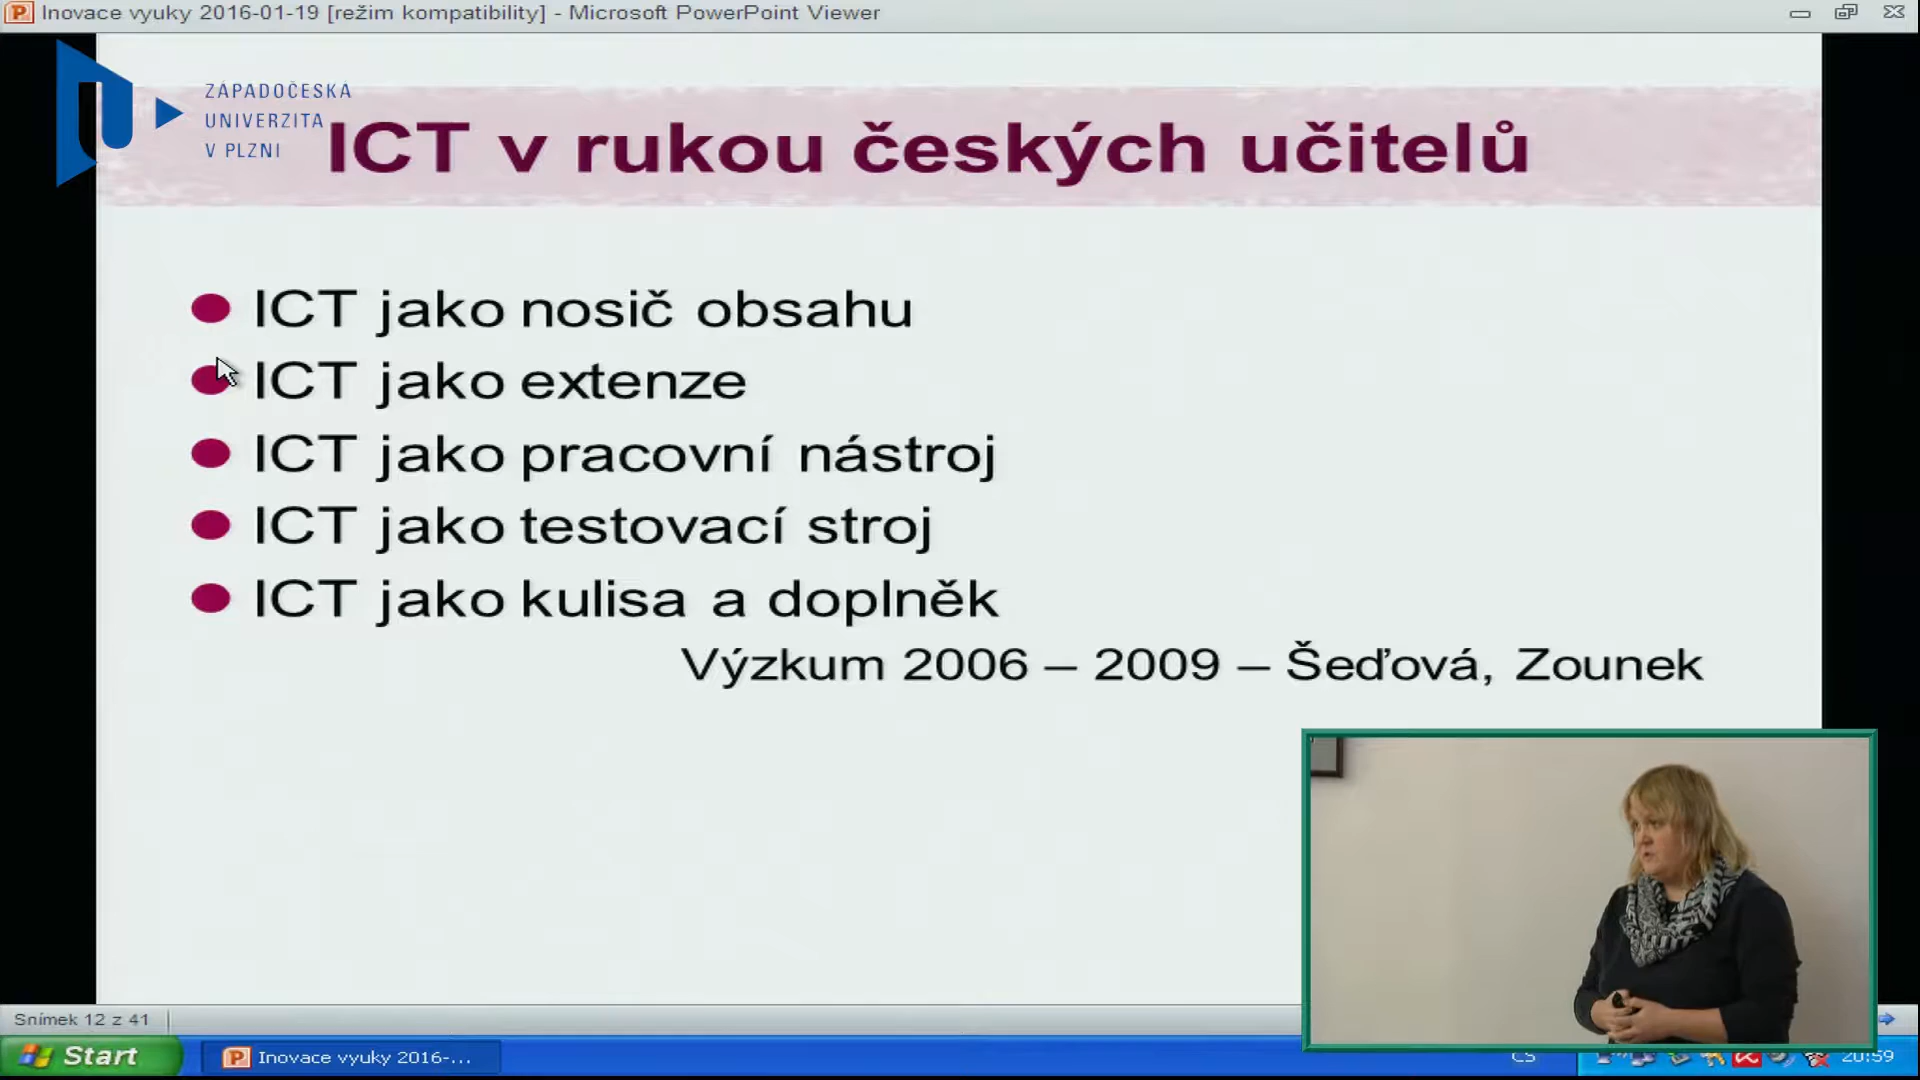 Inovace vyuky 2016-01-19 [režim kompatibility] - Microsoft PowerPoint Viewer
ZÁPADOČESKÁ
UNIVERZITA
V PLZNI
ICT v rukou českých učitelů
ICT jako nosič obsahu
ICT jako extenze
ICT jako pracovní nástroj
ICT jako testovací stroj
ICT jako kulisa a doplněk
Výzkum 2006 – 2009 – Šeďová, Zounek
Snímek 12 z 41
Start
Inovace vyuky 2016-...
CS
20:59